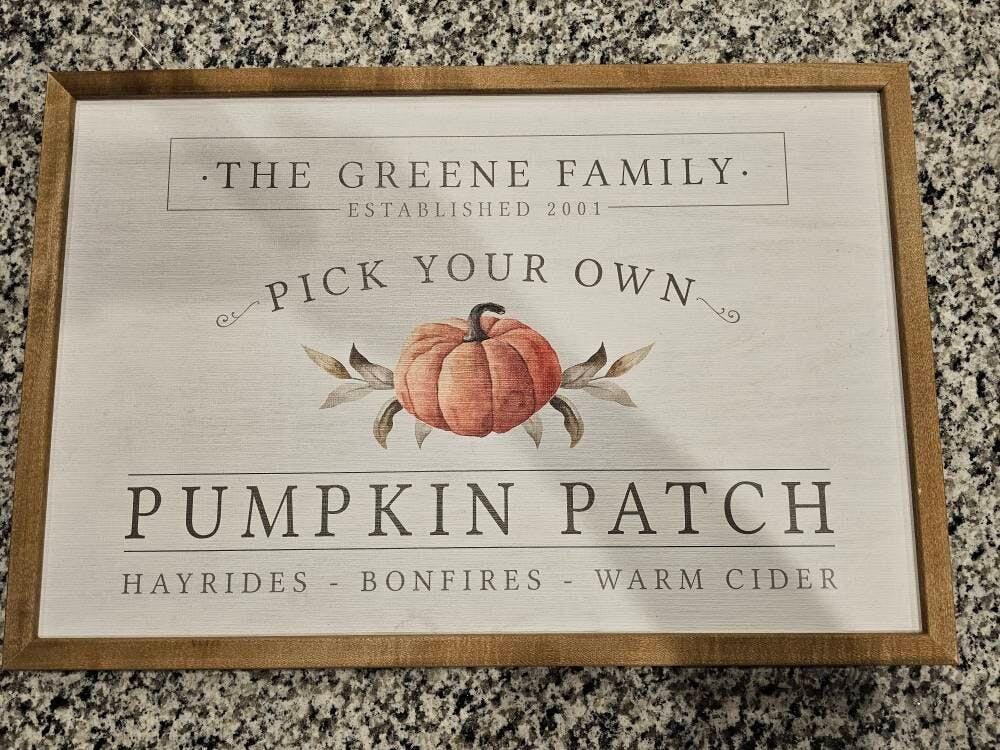 ·THE GREENE FAMILY·
ESTABLISHED 2001
PICK YOUR OWN
PUMPKIN PATCH
HAYRIDES - BONFIRES - WARM CIDER